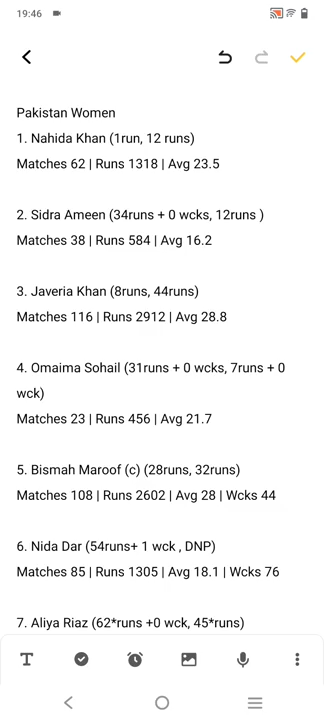 19:46
Pakistan Women
1. Nahida Khan (1run, 12 runs)
Matches 62 | Runs 1318 | Avg 23.5
2. Sidra Ameen (34runs + 0 wcks, 12runs )
Matches 38 | Runs 584 | Avg 16.2
3. Javeria Khan (8runs, 44runs)
Matches 116 | Runs 2912 | Avg 28.8
4. Omaima Sohail (31runs + 0 wcks, 7runs + 0
wck)
Matches 23 | Runs 456 | Avg 21.7
5. Bismah Maroof (c) (28runs, 32runs)
Matches 108 | Runs 2602 | Avg 28 | Wcks 44
6. Nida Dar (54runs+ 1 wck , DNP)
Matches 85 | Runs 1305 | Avg 18.1 | Wcks 76
7. Aliya Riaz (62*runs +0 wck, 45*runs)
T